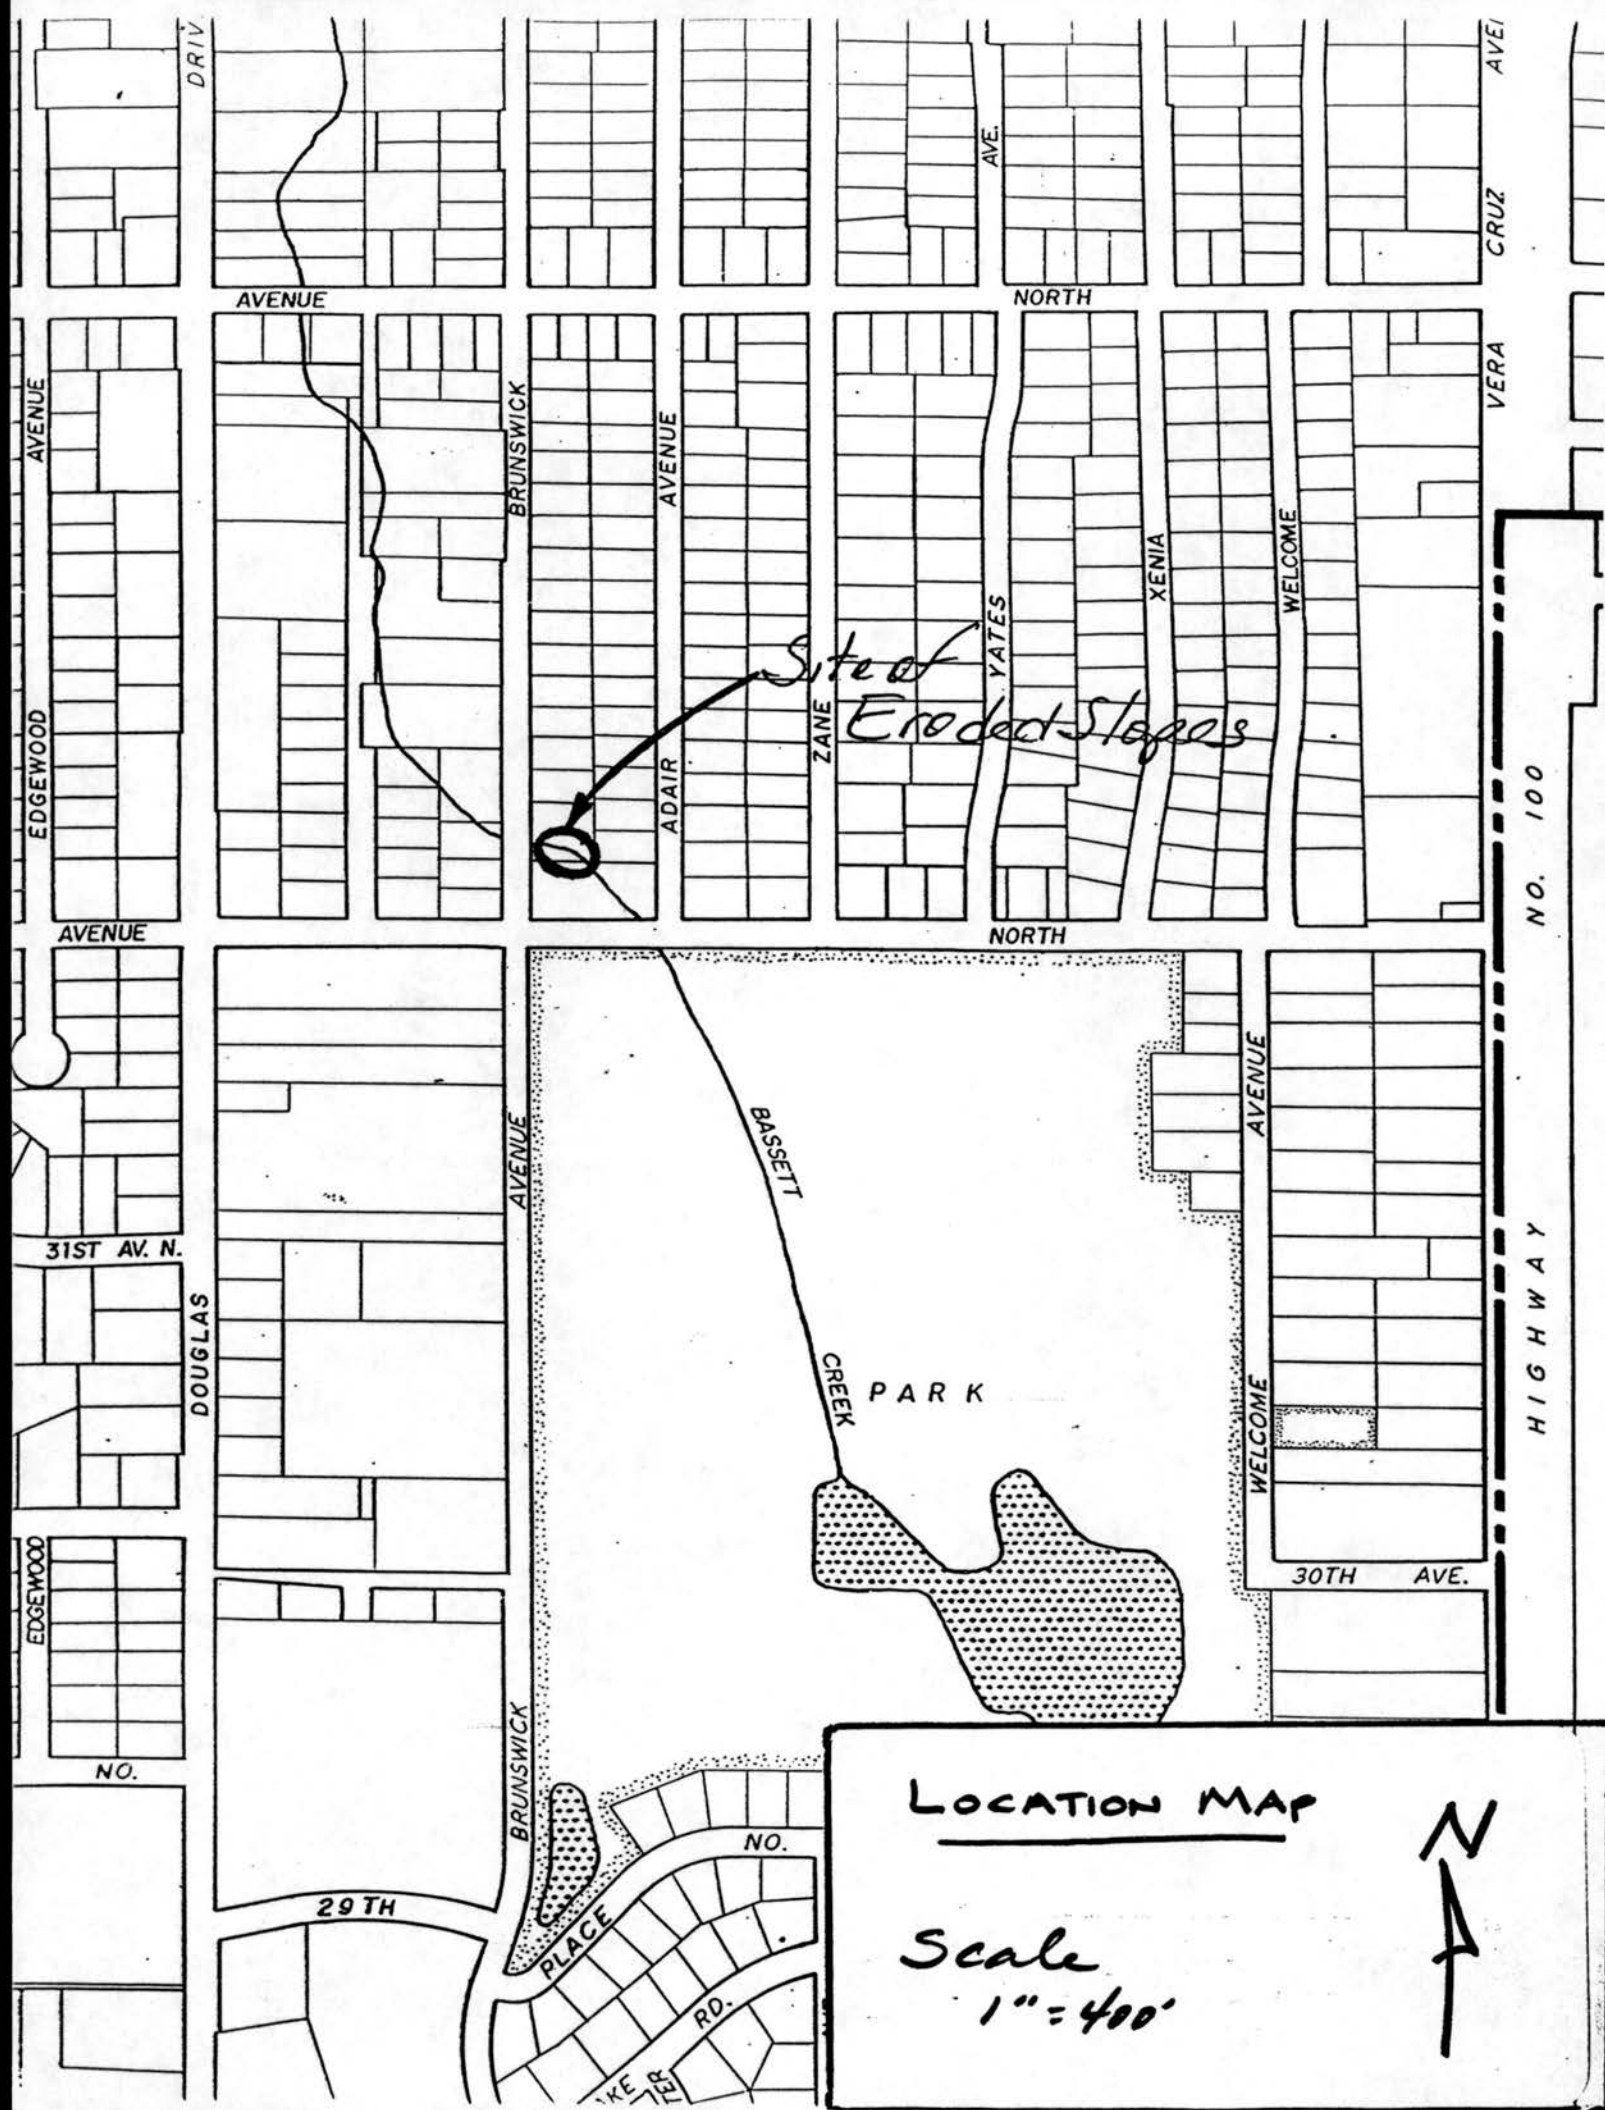 DRIV.
AVE.
AVE
CRUZ
AVENUE
NORTH
VERA
AVENUE
BRUNSWICK
AVENUE
YATES
XENIA
WELCOME
Site of
Eroded Slopes
EDGEWOOD
ADAIR
ZANE
NO. 100
AVENUE
NORTH
AVENUE
AVENUE
BASSETT
31ST AV. N.
DOUGLAS
CREEK
PARK
WELCOME
HIGHWAY
EDGEWOOD
30TH AVE.
NO.
BRUNSWICK
29TH
PLACE
NO.
RD.
LOCATION MAP
N
Scale
1" = 400'